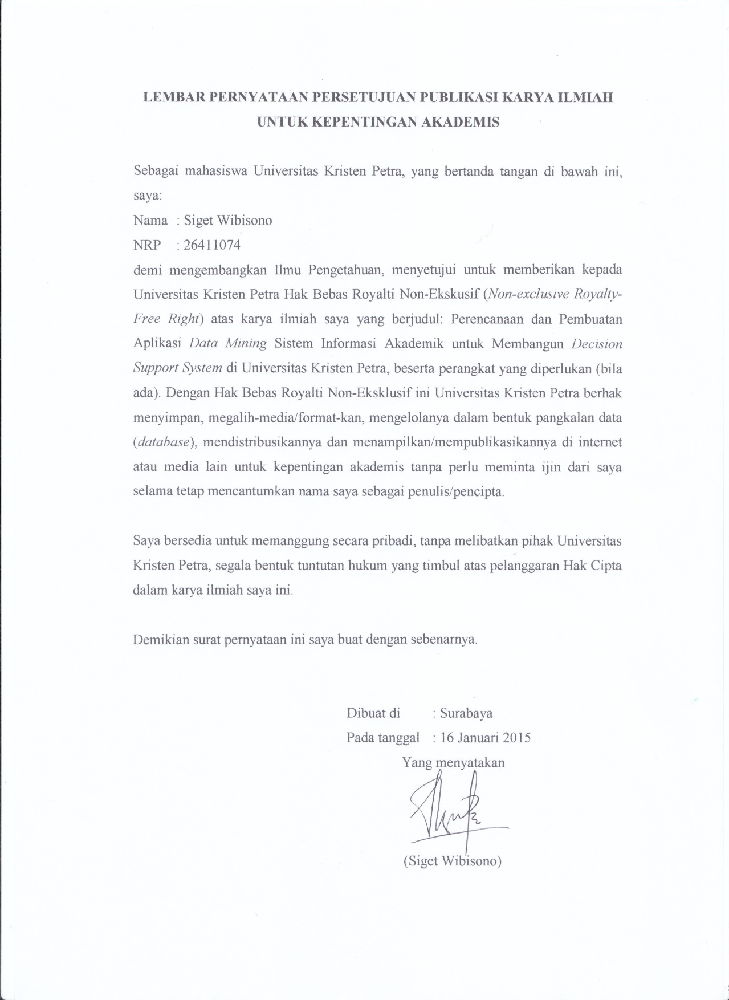 LEMBAR PERNYATAAN PERSETUJUAN PUBLIKASI KARYA ILMIAH
UNTUK KEPENTINGAN AKADEMIS
Sebagai mahasiswa Universitas Kristen Petra, yang bertanda tangan di bawah ini,
saya:
Nama : Siget Wibisono
NRP : 26411074
demi mengembangkan Ilmu Pengetahuan, menyetujui untuk memberikan kepada
Universitas Kristen Petra Hak Bebas Royalti Non-Ekskusif (Non-exclusive Royalty-
Free Right) atas karya ilmiah saya yang berjudul: Perencanaan dan Pembuatan
Aplikasi Data Mining Sistem Informasi Akademik untuk Membangun Decision
Support System di Universitas Kristen Petra, beserta perangkat yang diperlukan (bila
ada). Dengan Hak Bebas Royalti Non-Eksklusif ini Universitas Kristen Petra berhak
menyimpan, megalih-media/format-kan, mengelolanya dalam bentuk pangkalan data
(database), mendistribusikannya dan menampilkan/mempublikasikannya di internet
atau media lain untuk kepentingan akademis tanpa perlu meminta ijin dari saya
selama tetap mencantumkan nama saya sebagai penulis/pencipta.
Saya bersedia untuk memanggung secara pribadi, tanpa melibatkan pihak Universitas
Kristen Petra, segala bentuk tuntutan hukum yang timbul atas pelanggaran Hak Cipta
dalam karya ilmiah saya ini.
Demikian surat pernyataan ini saya buat dengan sebenarnya.
Dibuat di : Surabaya
Pada tanggal : 16 Januari 2015
Yang menyatakan
(Siget Wibisono)